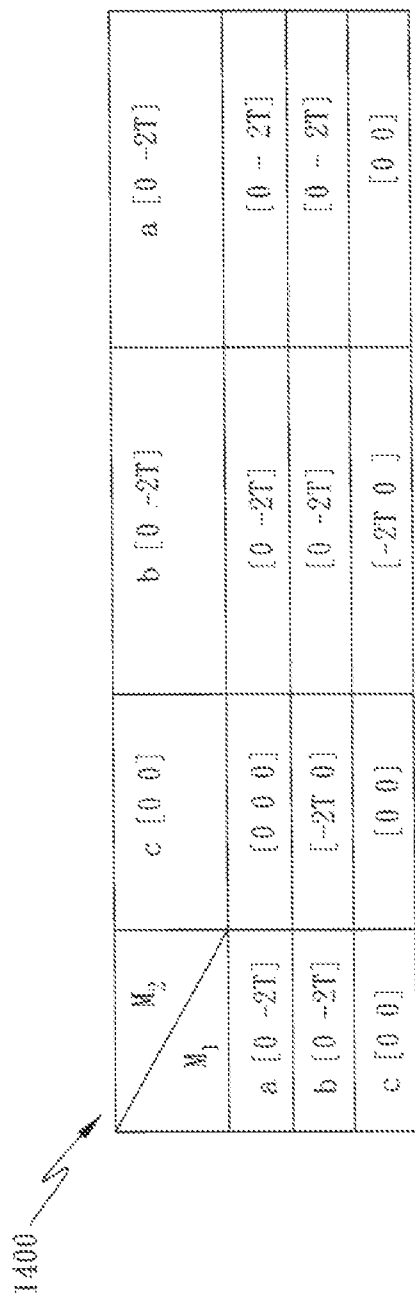 1400
M2
M1
c [0 0]
b [0 -2T]
a [0 -2T]
a [0 -2T]
[0 0 0]
[0 -2T]
[0 - 2T]
b [0 -2T]
[-2T 0]
[0 -2T]
[0 - 2T]
c [0 0]
[0 0]
[-2T 0 ]
[0 0]